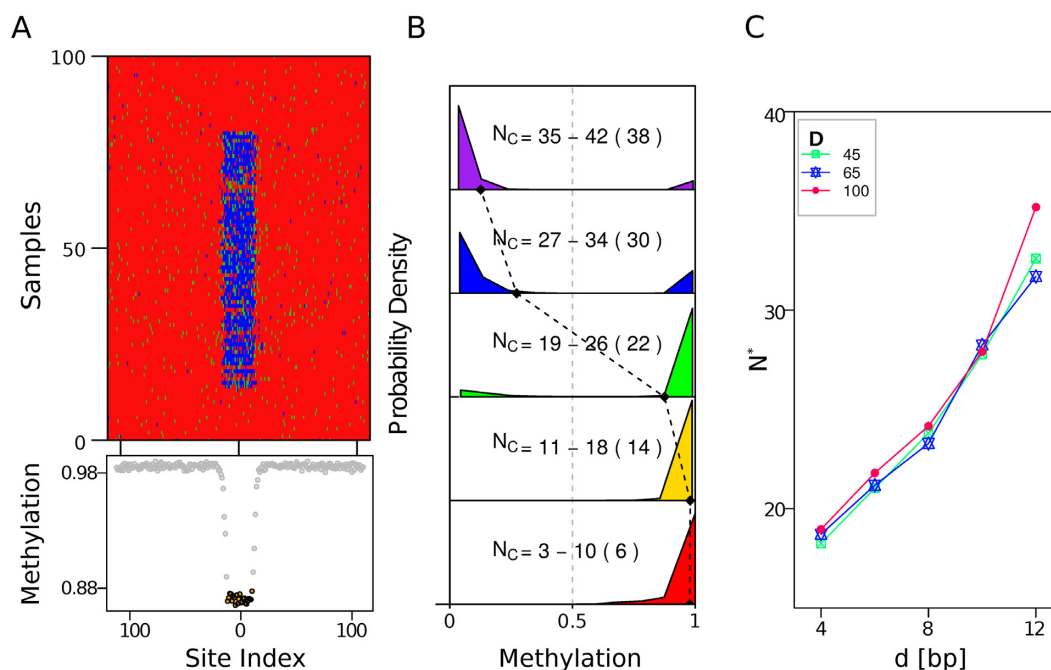 A
B
C
100
50
0
Samples
0.98
0.88
Methylation
100
0
100
Site Index
Probability Density
N_C = 35 – 42 ( 38 )
N_C = 27 – 34 ( 30 )
N_C = 19 – 26 ( 22 )
N_C = 11 – 18 ( 14 )
N_C = 3 – 10 ( 6 )
0
0.5
1
Methylation
N*
40
30
20
D
45
65
100
4
8
12
d [bp]